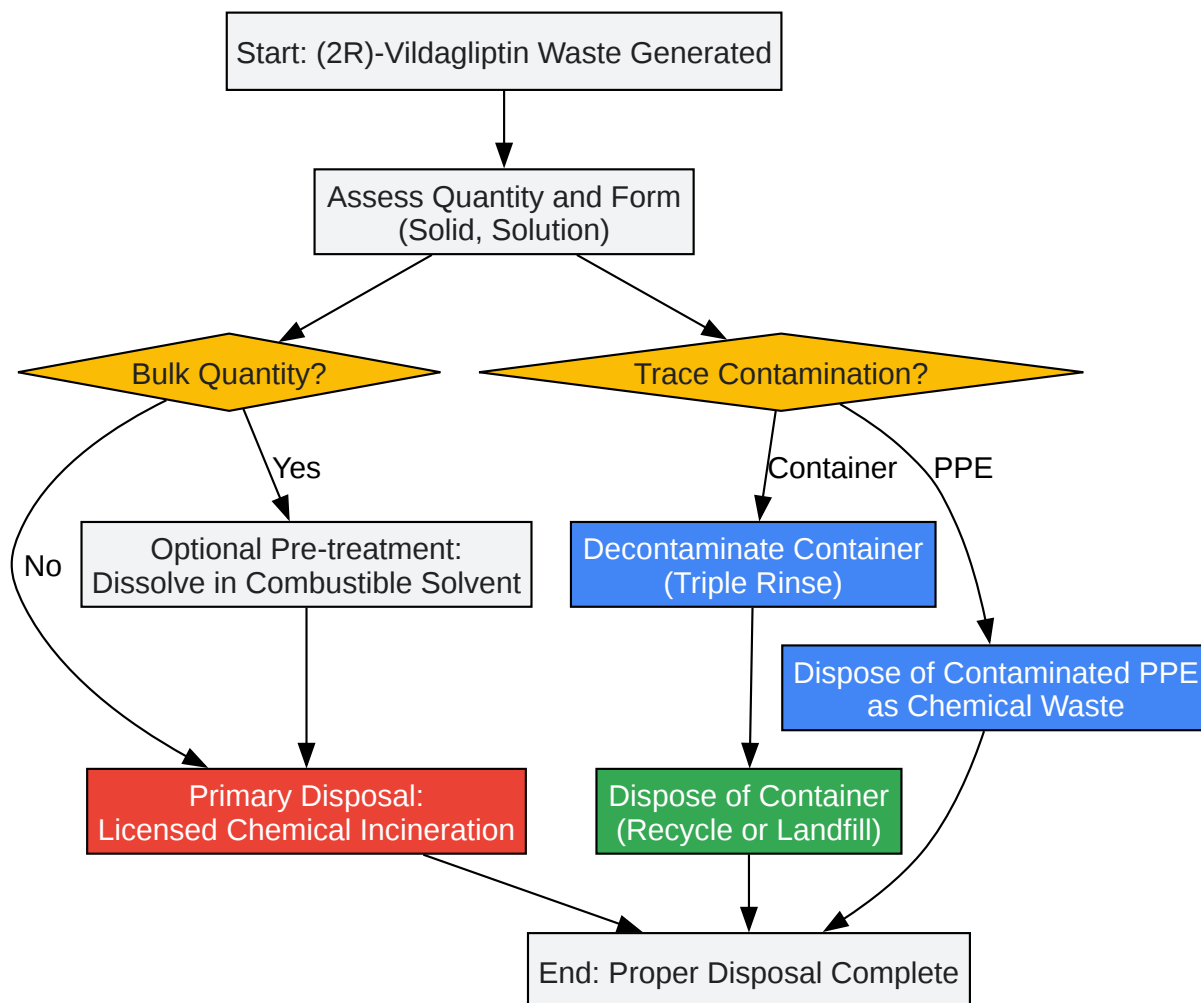 Start: (2R)-Vildagliptin Waste Generated
Assess Quantity and Form
(Solid, Solution)
Bulk Quantity?
Trace Contamination?
Yes
Container
PPE
No
Optional Pre-treatment:
Dissolve in Combustible Solvent
Decontaminate Container
(Triple Rinse)
Dispose of Contaminated PPE
as Chemical Waste
Primary Disposal:
Licensed Chemical Incineration
Dispose of Container
(Recycle or Landfill)
End: Proper Disposal Complete